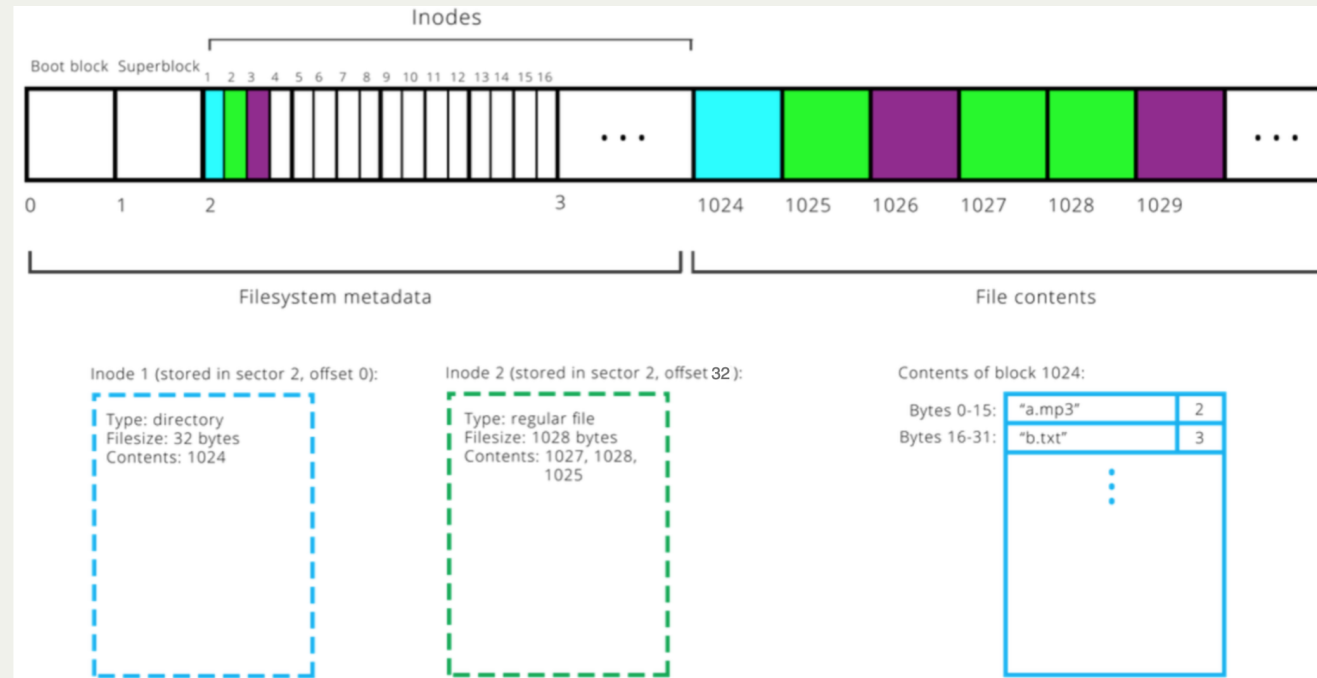 Inodes
Boot block Superblock
1 2 3 4 5 6 7 8 9 10 11 12 13 14 15 16
...
...
0 1 2 3 1024 1025 1026 1027 1028 1029
Filesystem metadata
File contents
Inode 1 (stored in sector 2, offset 0):
Type: directory
Filesize: 32 bytes
Contents: 1024
Inode 2 (stored in sector 2, offset 32):
Type: regular file
Filesize: 1028 bytes
Contents: 1027, 1028,
1025
Contents of block 1024:
Bytes 0-15: "a.mp3" 2
Bytes 16-31: "b.txt" 3